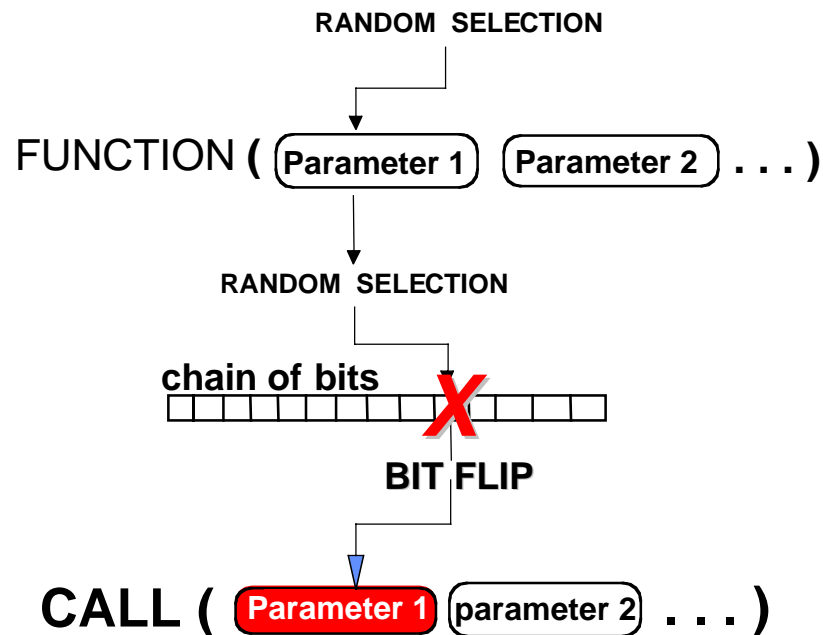 RANDOM SELECTION
FUNCTION ( Parameter 1 Parameter 2 . . . )
RANDOM SELECTION
chain of bits
X
BIT FLIP
CALL ( Parameter 1 parameter 2 . . . )